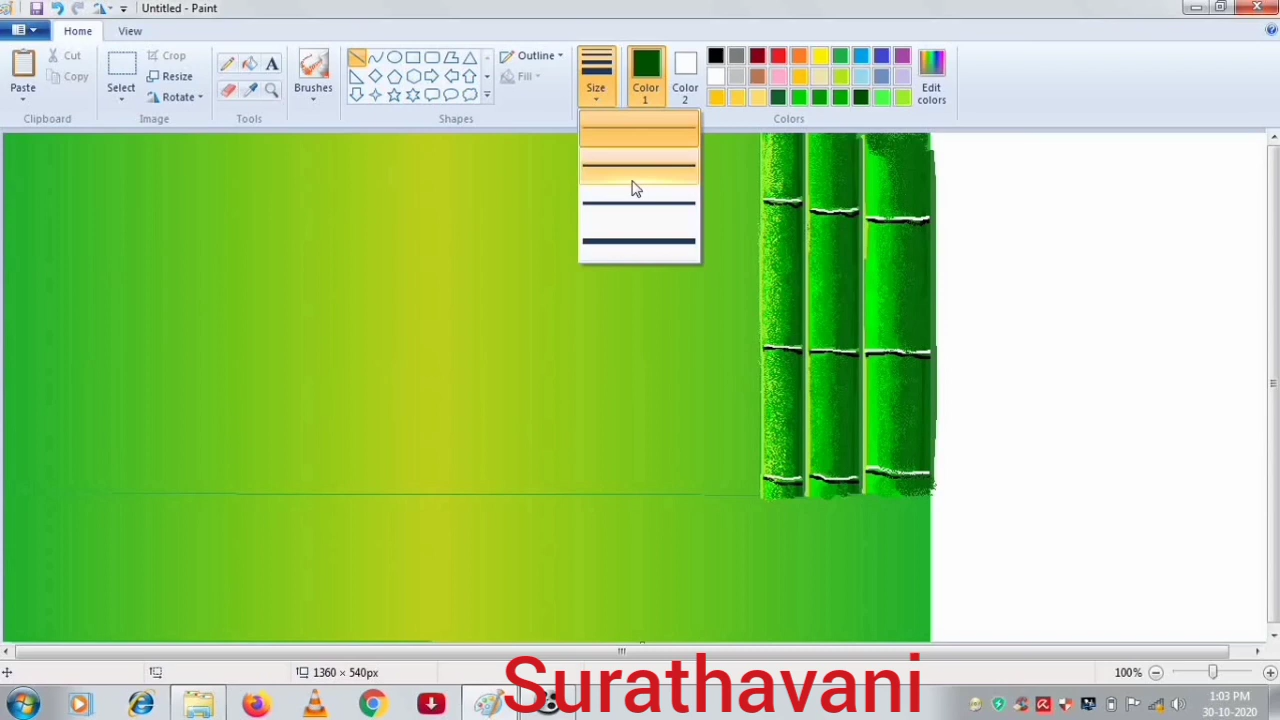 Untitled - Paint
Home
View
Paste
Cut
Copy
Clipboard
Select
Crop
Resize
Rotate
Image
Tools
Brushes
Shapes
Outline
Fill
Size
Color
1
Color
2
Colors
Edit
colors
1360 × 540px
100%
Surathavani
1:03 PM
30-10-2020